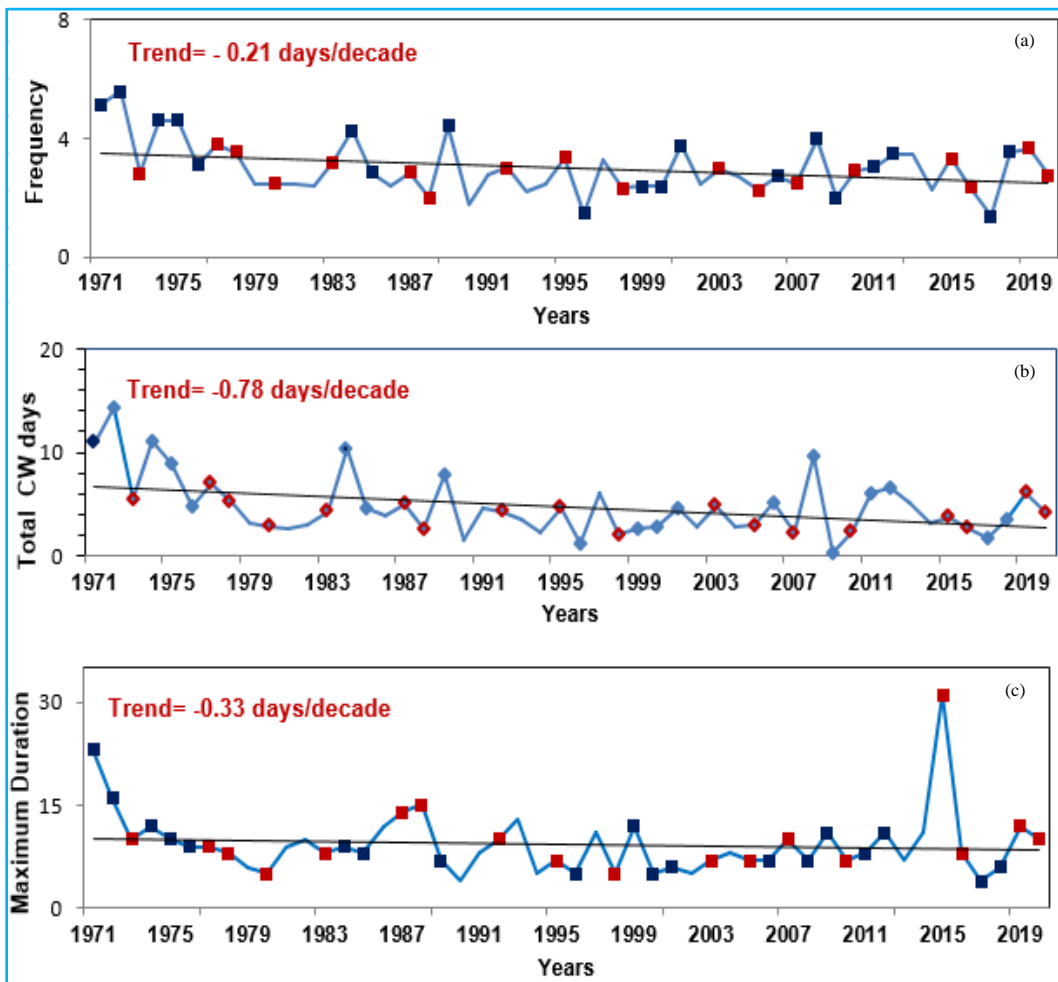 (a)
Trend= - 0.21 days/decade
Frequency
8
4
0
1971 1975 1979 1983 1987 1991 1995 1999 2003 2007 2011 2015 2019
Years
(b)
Trend= -0.78 days/decade
Total CW days
20
10
0
1971 1975 1979 1983 1987 1991 1995 1999 2003 2007 2011 2015 2019
Years
(c)
Trend= -0.33 days/decade
Maximum Duration
30
15
0
1971 1975 1979 1983 1987 1991 1995 1999 2003 2007 2011 2015 2019
Years